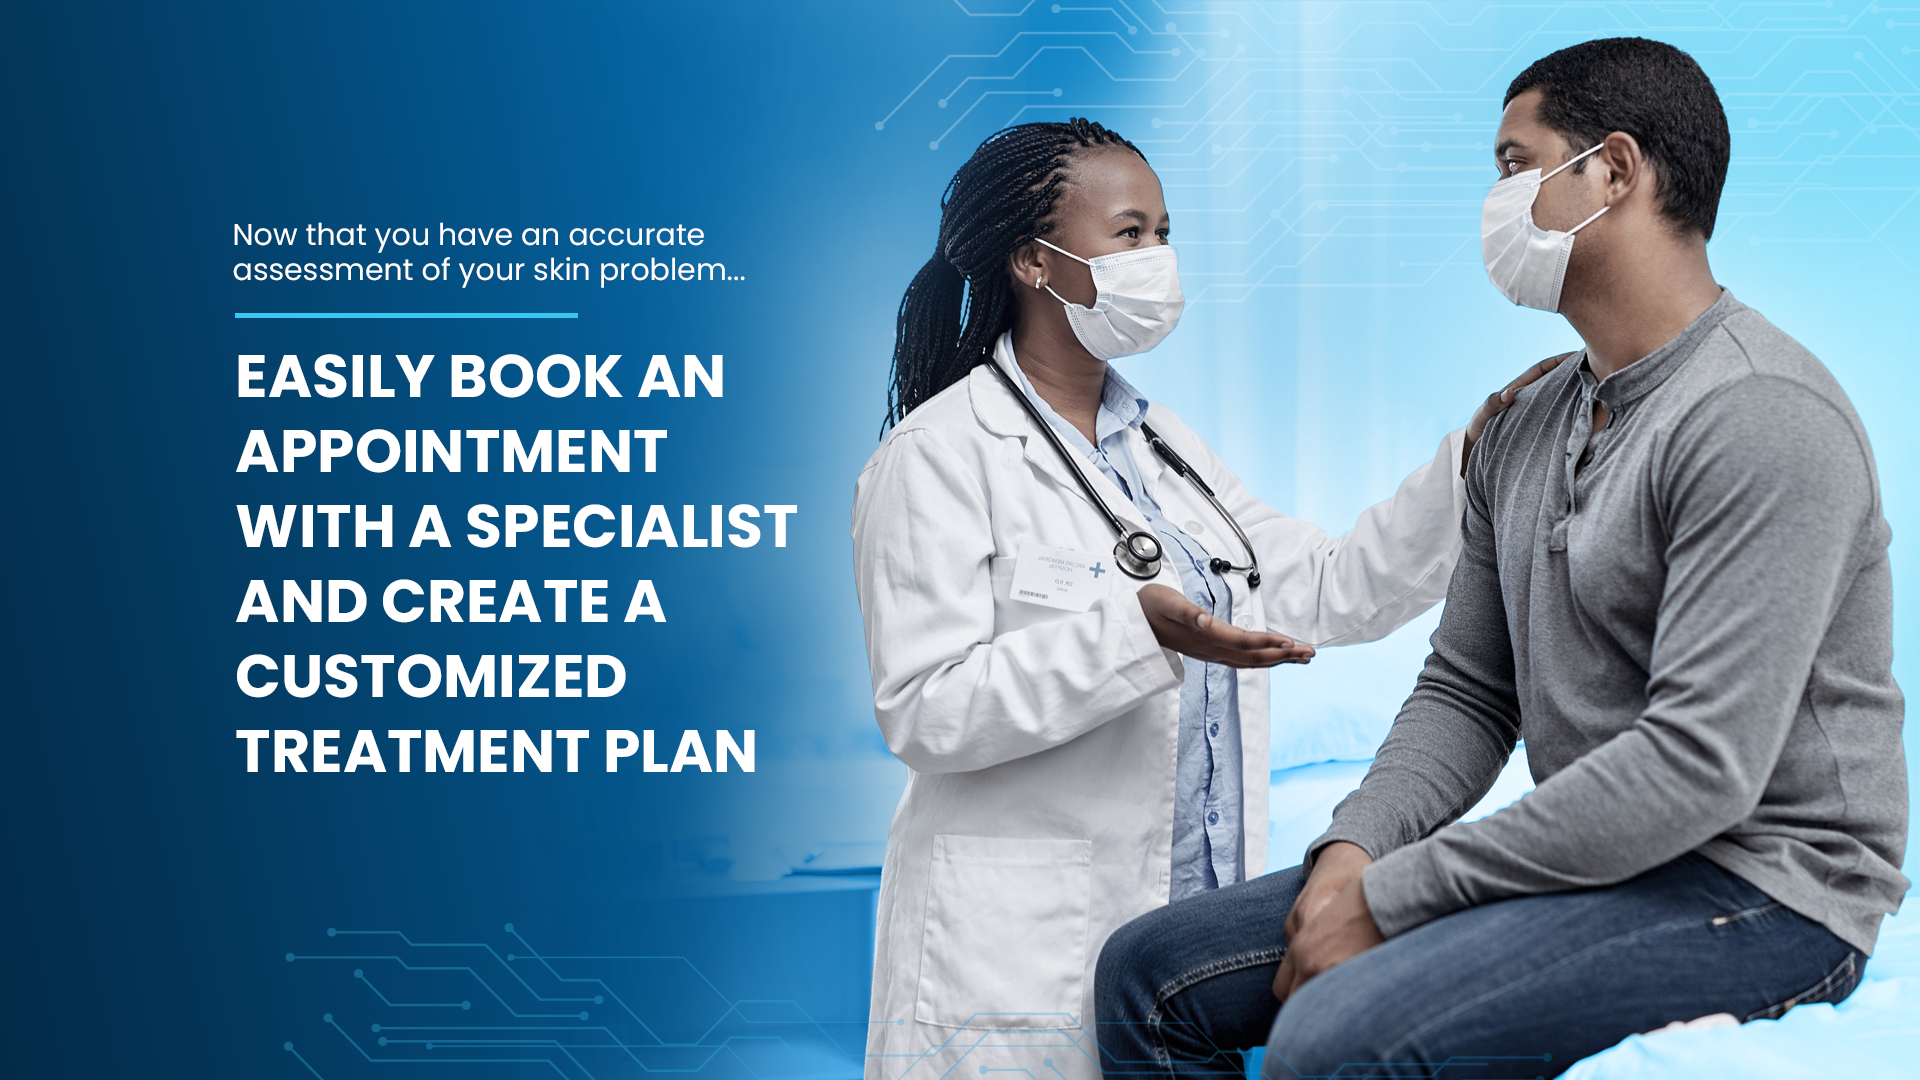 Now that you have an accurate
assessment of your skin problem...
EASILY BOOK AN
APPOINTMENT
WITH A SPECIALIST
AND CREATE A
CUSTOMIZED
TREATMENT PLAN